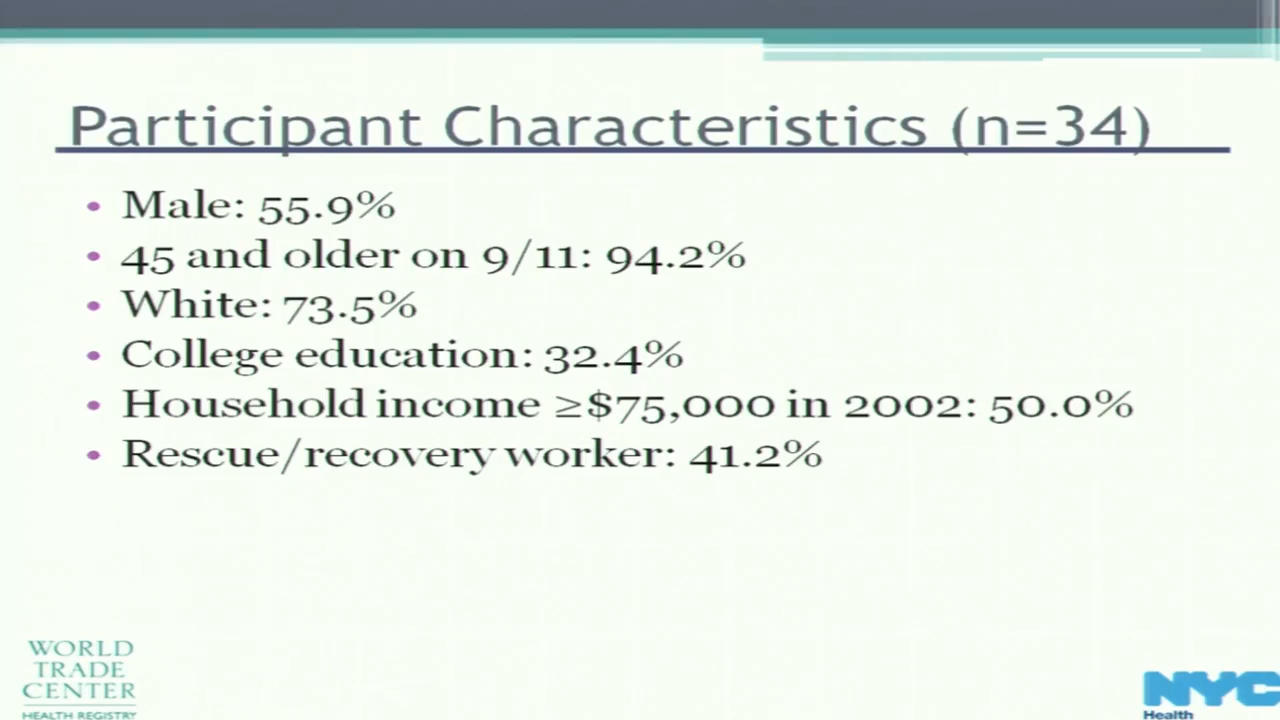 Participant Characteristics (n=34)
• Male: 55.9%
• 45 and older on 9/11: 94.2%
• White: 73.5%
• College education: 32.4%
• Household income ≥$75,000 in 2002: 50.0%
• Rescue/recovery worker: 41.2%
WORLD
TRADE
CENTER
HEALTH REGISTRY
NYC
Health